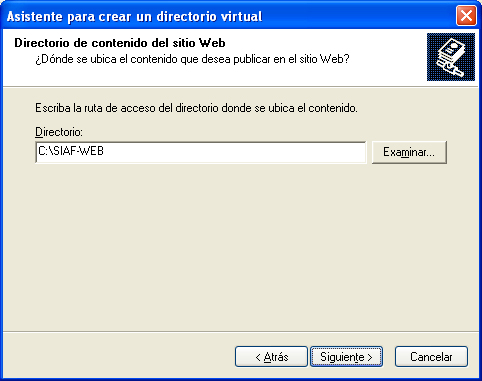 Asistente para crear un directorio virtual
Directorio de contenido del sitio Web
¿Dónde se ubica el contenido que desea publicar en el sitio Web?
Escriba la ruta de acceso del directorio donde se ubica el contenido.
Directorio:
C:\SIAF-WEB
Examinar...
< Atrás
Siguiente >
Cancelar